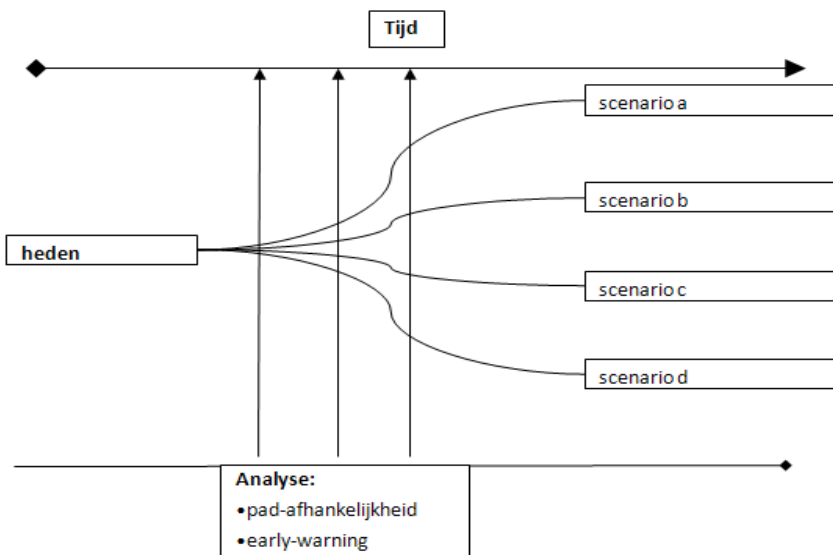 Tijd
scenario a
scenario b
heden
scenario c
scenario d
Analyse:
•pad-afhankelijkheid
•early-warning